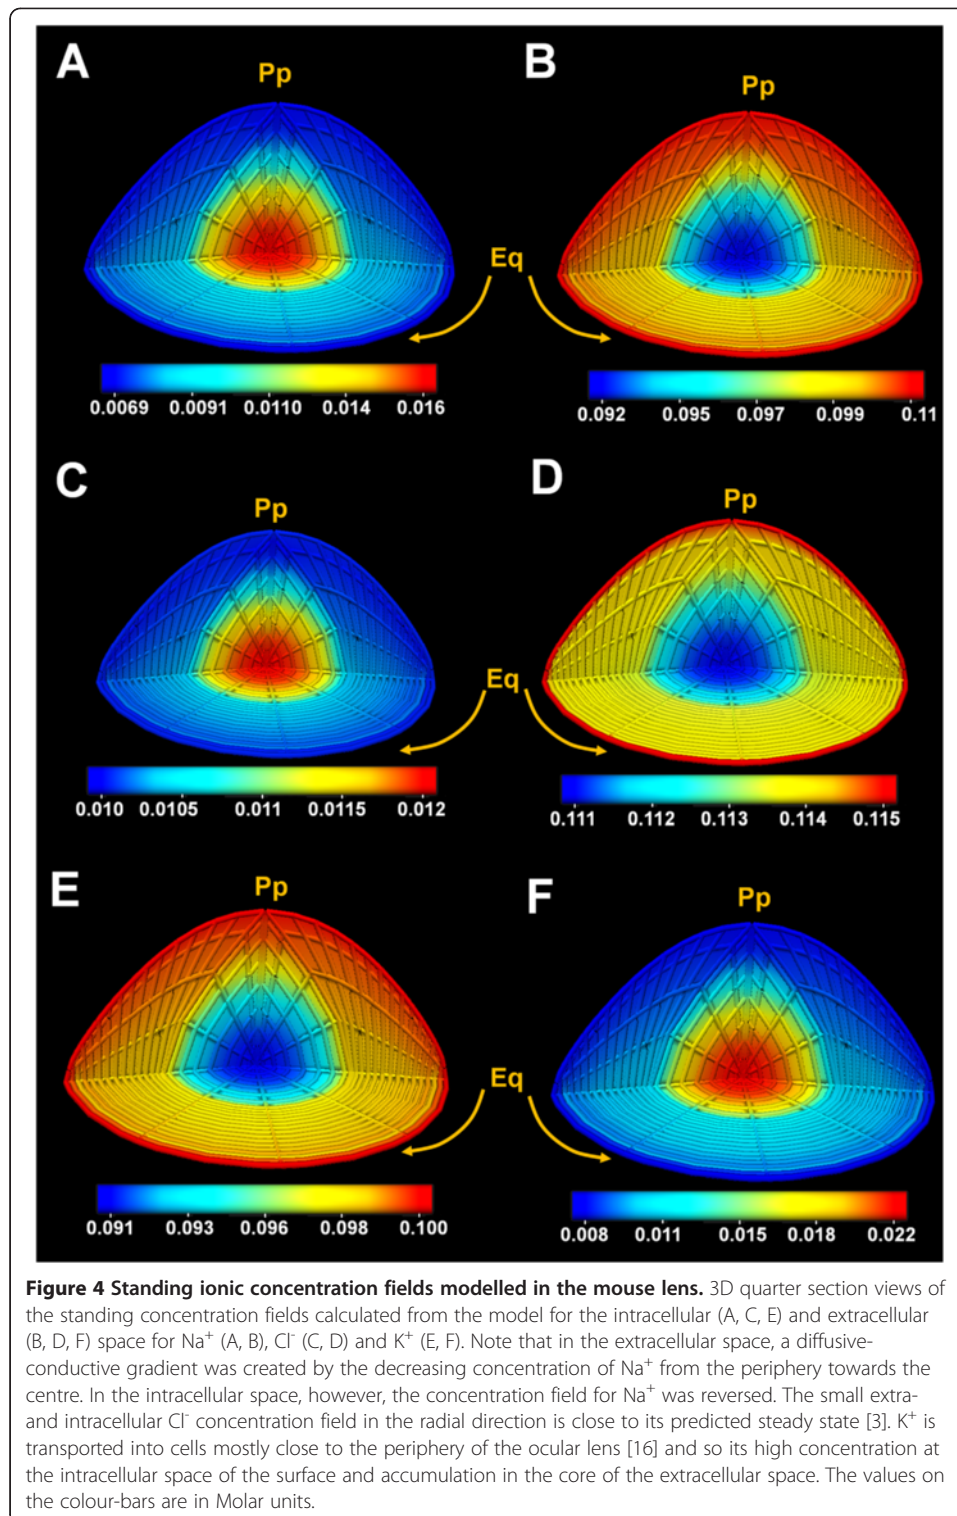 A
Pp
B
Pp
Eq
0.0069 0.0091 0.0110 0.014 0.016
0.092 0.095 0.097 0.099 0.11
C
Pp
D
Pp
Eq
0.010 0.0105 0.011 0.0115 0.012
0.111 0.112 0.113 0.114 0.115
E
Pp
F
Pp
Eq
0.091 0.093 0.096 0.098 0.100
0.008 0.011 0.015 0.018 0.022
Figure 4 Standing ionic concentration fields modelled in the mouse lens. 3D quarter section views of
the standing concentration fields calculated from the model for the intracellular (A, C, E) and extracellular
(B, D, F) space for Na⁺ (A, B), Cl⁻ (C, D) and K⁺ (E, F). Note that in the extracellular space, a diffusive-
conductive gradient was created by the decreasing concentration of Na⁺ from the periphery towards the
centre. In the intracellular space, however, the concentration field for Na⁺ was reversed. The small extra-
and intracellular Cl⁻ concentration field in the radial direction is close to its predicted steady state [3]. K⁺ is
transported into cells mostly close to the periphery of the ocular lens [16] and so its high concentration at
the intracellular space of the surface and accumulation in the core of the extracellular space. The values on
the colour-bars are in Molar units.